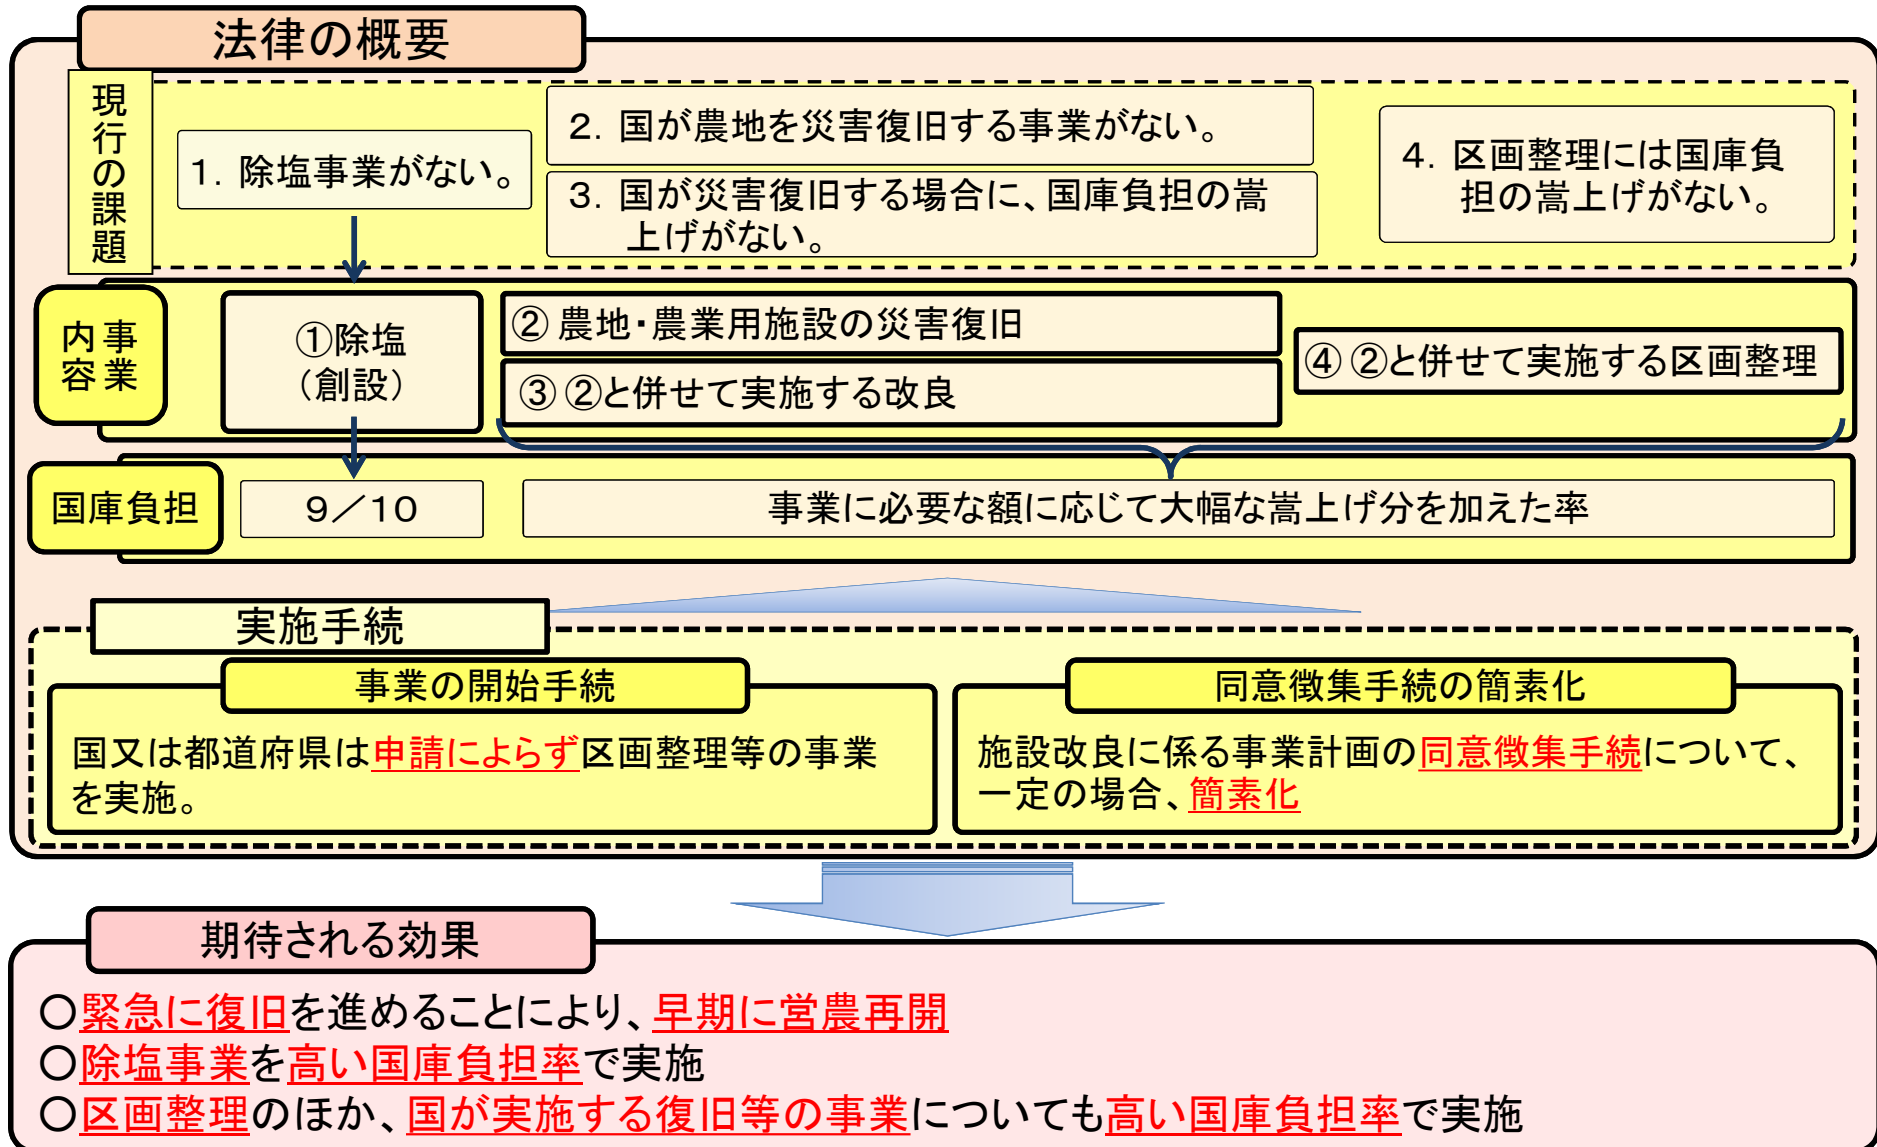 法律の概要
現行の課題
1．除塩事業がない。
2．国が農地を災害復旧する事業がない。
3．国が災害復旧する場合に、国庫負担の嵩
上げがない。
4．区画整理には国庫負
担の嵩上げがない。
事業
内容
①除塩
（創設）
②農地・農業用施設の災害復旧
③②と併せて実施する改良
④②と併せて実施する区画整理
国庫負担
9／10
事業に必要な額に応じて大幅な嵩上げ分を加えた率
実施手続
事業の開始手続
国又は都道府県は申請によらず区画整理等の事業
を実施。
同意徴集手続の簡素化
施設改良に係る事業計画の同意徴集手続について、
一定の場合、簡素化
期待される効果
○緊急に復旧を進めることにより、早期に営農再開
○除塩事業を高い国庫負担率で実施
○区画整理のほか、国が実施する復旧等の事業についても高い国庫負担率で実施